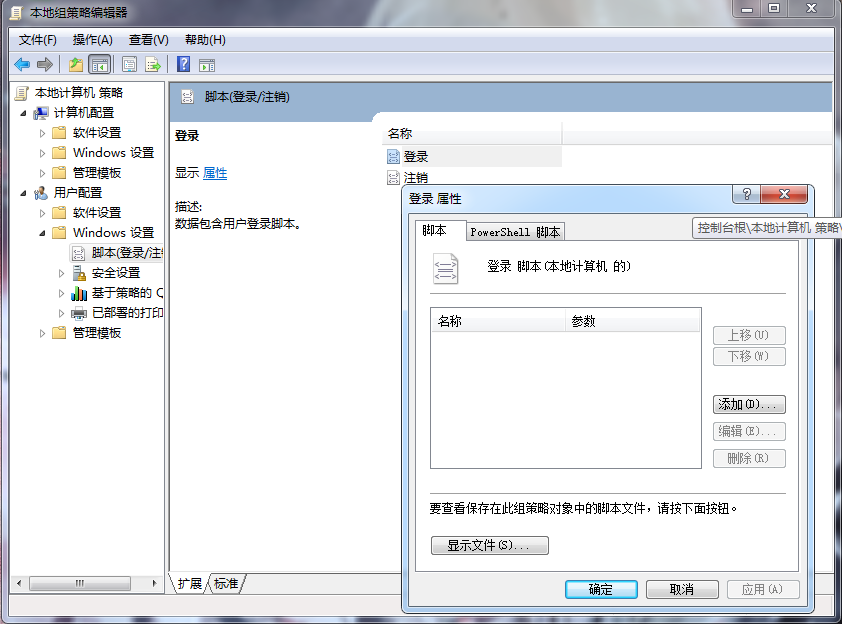 本地组策略编辑器
文件(F) 操作(A) 查看(V) 帮助(H)
本地计算机 策略
计算机配置
软件设置
Windows 设置
管理模板
用户配置
软件设置
Windows 设置
脚本(登录/注
安全设置
基于策略的 Q
已部署的打印
管理模板
脚本(登录/注销)
登录
显示 属性
描述:
数据包含用户登录脚本。
名称
登录
注销
扩展 标准
登录 属性
控制台根\本地计算机 策略\
脚本 PowerShell 脚本
登录 脚本(本地计算机 的)
名称 参数
上移(U)
下移(W)
添加(D)...
编辑(E)...
删除(R)
要查看保存在此组策略对象中的脚本文件，请按下面按钮。
显示文件(S)...
确定 取消 应用(A)